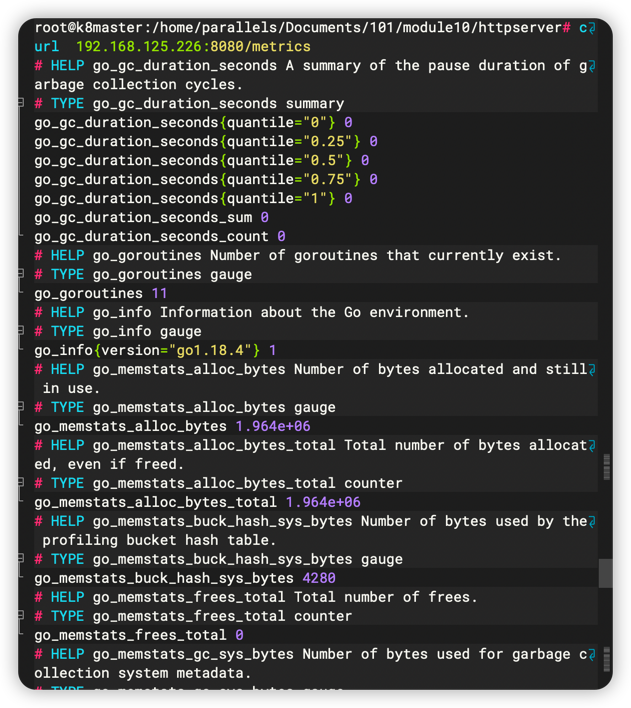 root@k8master:/home/parallels/Documents/101/module10/httpserver# c
url  192.168.125.226:8080/metrics
# HELP go_gc_duration_seconds A summary of the pause duration of g
arbage collection cycles.
# TYPE go_gc_duration_seconds summary
go_gc_duration_seconds{quantile="0"} 0
go_gc_duration_seconds{quantile="0.25"} 0
go_gc_duration_seconds{quantile="0.5"} 0
go_gc_duration_seconds{quantile="0.75"} 0
go_gc_duration_seconds{quantile="1"} 0
go_gc_duration_seconds_sum 0
go_gc_duration_seconds_count 0
# HELP go_goroutines Number of goroutines that currently exist.
# TYPE go_goroutines gauge
go_goroutines 11
# HELP go_info Information about the Go environment.
# TYPE go_info gauge
go_info{version="go1.18.4"} 1
# HELP go_memstats_alloc_bytes Number of bytes allocated and still
 in use.
# TYPE go_memstats_alloc_bytes gauge
go_memstats_alloc_bytes 1.964e+06
# HELP go_memstats_alloc_bytes_total Total number of bytes allocat
ed, even if freed.
# TYPE go_memstats_alloc_bytes_total counter
go_memstats_alloc_bytes_total 1.964e+06
# HELP go_memstats_buck_hash_sys_bytes Number of bytes used by the
 profiling bucket hash table.
# TYPE go_memstats_buck_hash_sys_bytes gauge
go_memstats_buck_hash_sys_bytes 4280
# HELP go_memstats_frees_total Total number of frees.
# TYPE go_memstats_frees_total counter
go_memstats_frees_total 0
# HELP go_memstats_gc_sys_bytes Number of bytes used for garbage c
ollection system metadata.
# TYPE go_memstats_gc_sys_bytes gauge